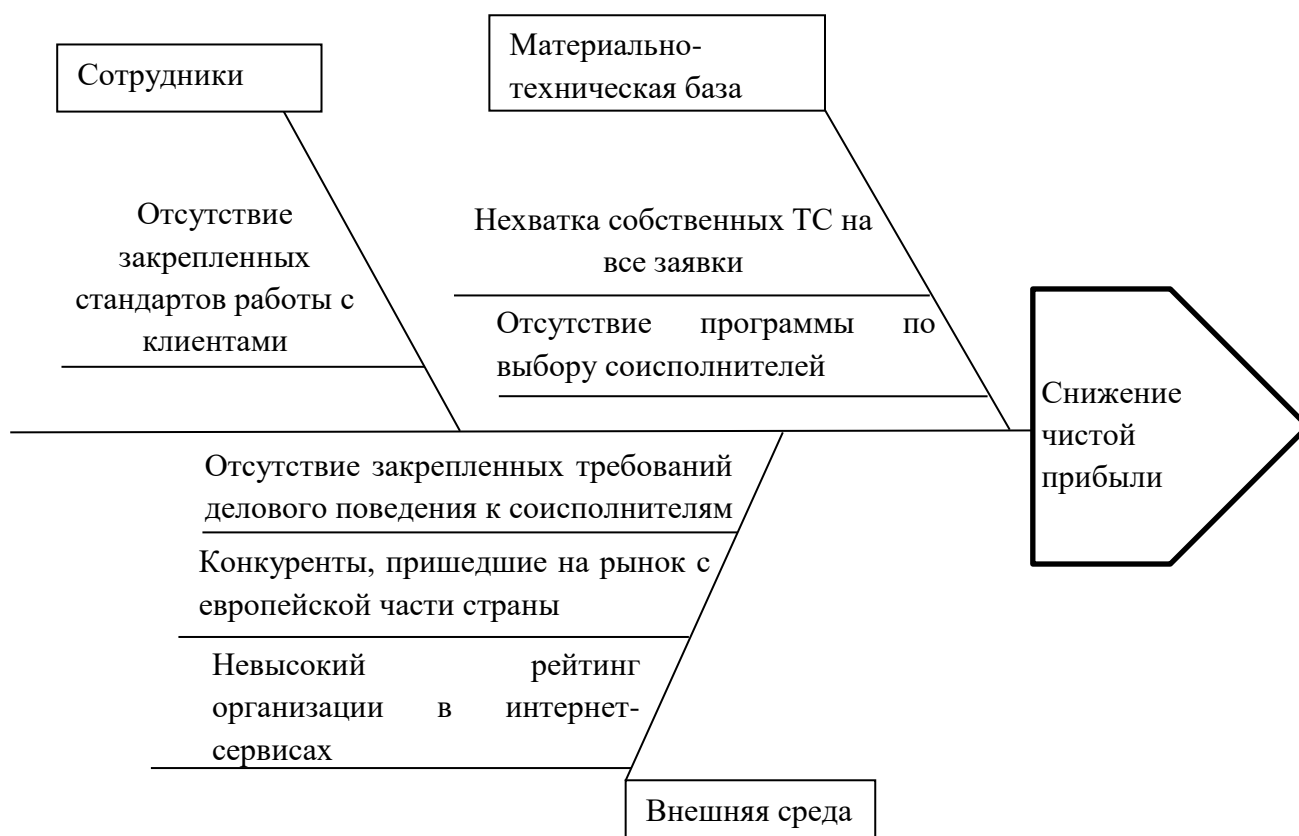 Сотрудники
Материально-
техническая база
Отсутствие
закрепленных
стандартов работы с
клиентами
Нехватка собственных ТС на
все заявки
Отсутствие программы по
выбору соисполнителей
Снижение
чистой
прибыли
Отсутствие закрепленных требований
делового поведения к соисполнителям
Конкуренты, пришедшие на рынок с
европейской части страны
Невысокий рейтинг
организации в интернет-
сервисах
Внешняя среда